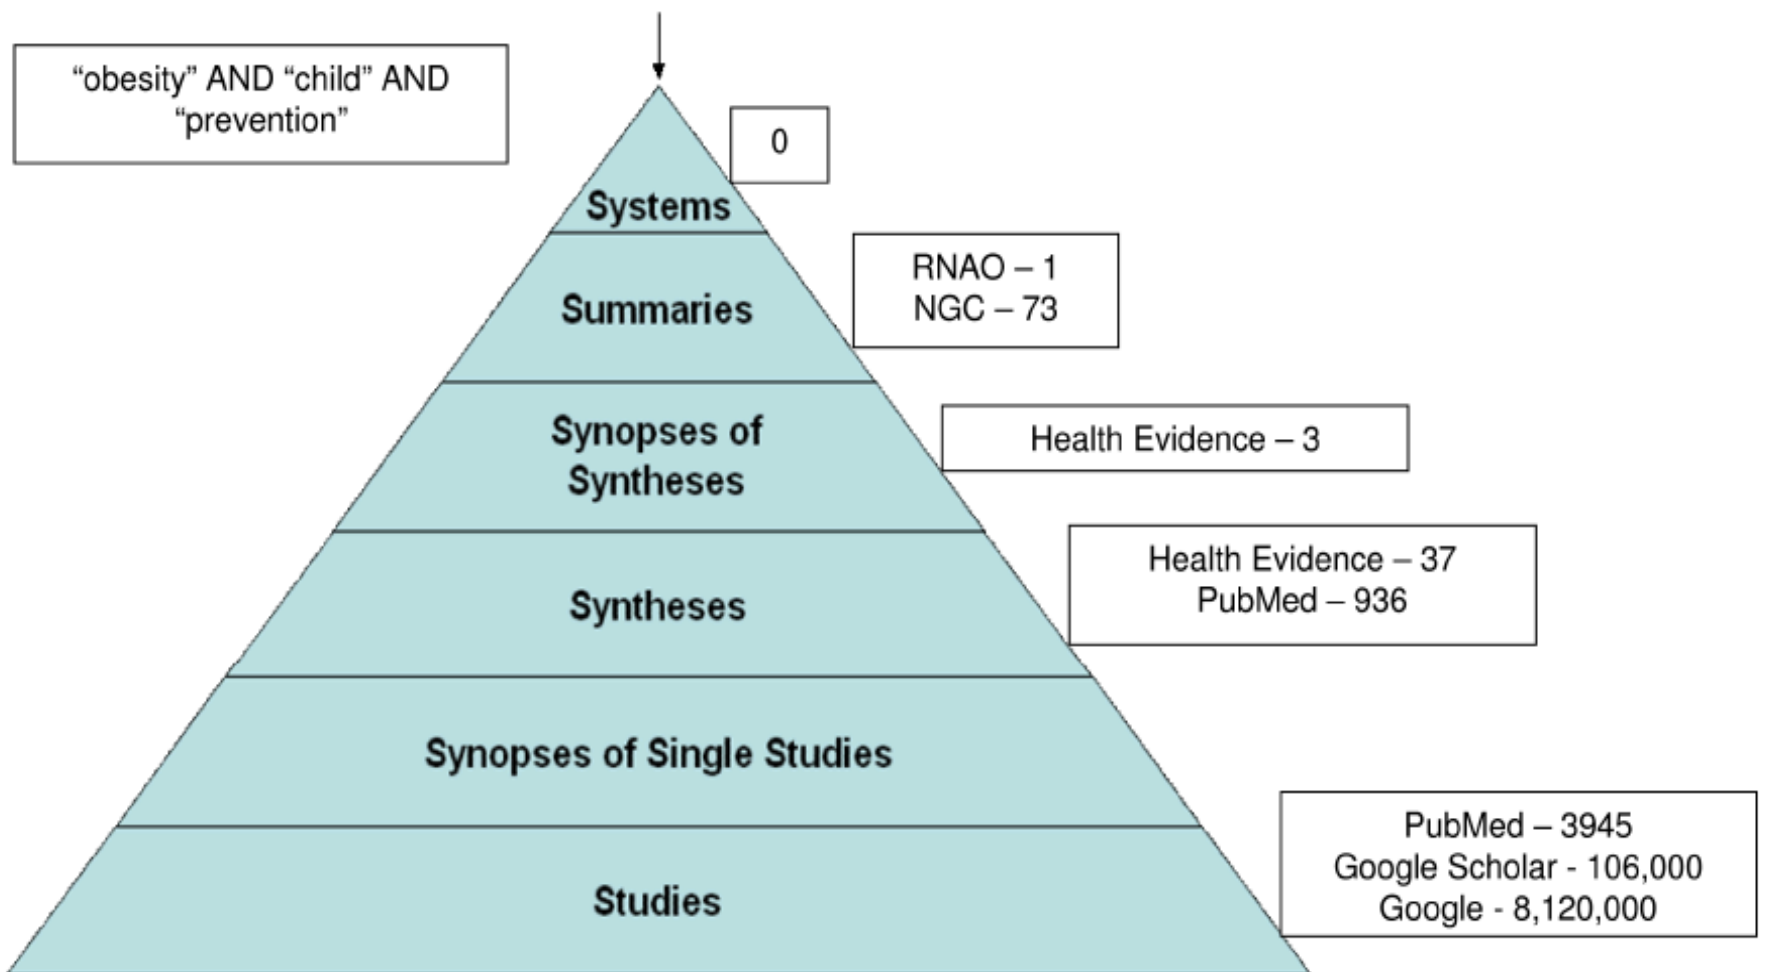 “obesity” AND “child” AND
“prevention”
0
Systems
RNAO – 1
NGC – 73
Summaries
Synopses of
Syntheses
Health Evidence – 3
Health Evidence – 37
PubMed – 936
Syntheses
Synopses of Single Studies
PubMed – 3945
Google Scholar - 106,000
Google - 8,120,000
Studies